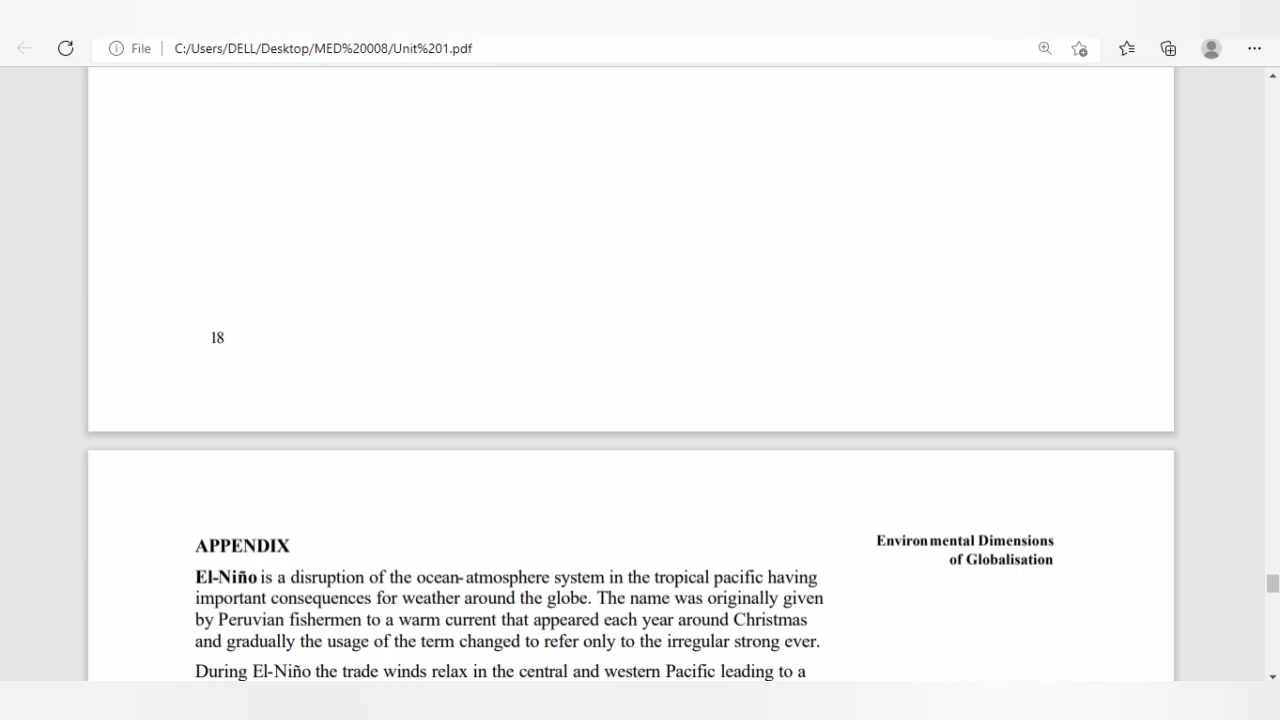 File
C:/Users/DELL/Desktop/MED%20008/Unit%201.pdf
18
Environmental Dimensions
of Globalisation
APPENDIX
El-Niño is a disruption of the ocean-atmosphere system in the tropical pacific having
important consequences for weather around the globe. The name was originally given
by Peruvian fishermen to a warm current that appeared each year around Christmas
and gradually the usage of the term changed to refer only to the irregular strong ever.
During El-Niño the trade winds relax in the central and western Pacific leading to a